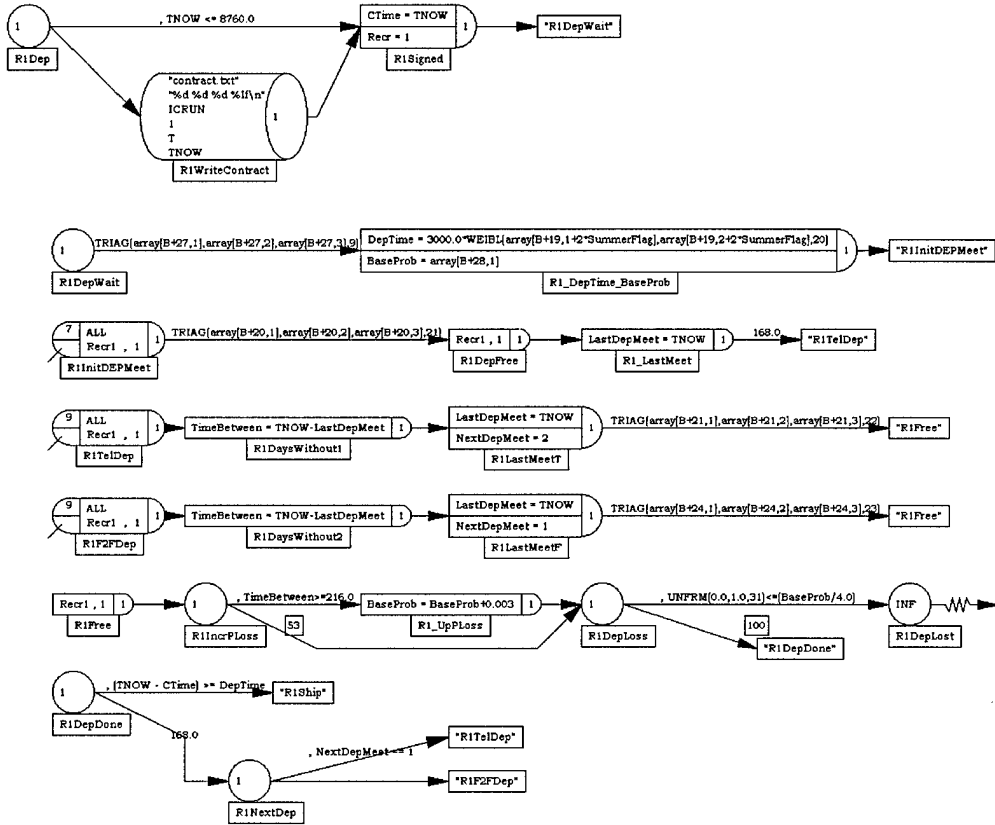 , TNOW <= 8760.0
1
R1Dep
CTime = TNOW
Recr = 1
1
R1Signed
"R1DepWait"
"contract.txt"
"%d %d %d %lf\n"
ICRUN
1
T
TNOW
1
R1WriteContract
1
R1DepWait
TRIAG[array[B+27,1],array[B+27,2],array[B+27,3],9]
DepTime = 3000.0*WEIBL[array[B+19,1+2*SummerFlag],array[B+19,2+2*SummerFlag],20]
BaseProb = array[B+28,1]
1
R1_DepTime_BaseProb
"R1InitDEPMeet"
7
ALL
Recr1 , 1
1
R1InitDEPMeet
TRIAG[array[B+20,1],array[B+20,2],array[B+20,3],21]
Recr1 , 1
1
R1DepFree
LastDepMeet = TNOW
1
R1_LastMeet
168.0
"R1TelDep"
9
ALL
Recr1 , 1
1
R1TelDep
TimeBetween = TNOW-LastDepMeet
1
R1DaysWithout1
LastDepMeet = TNOW
NextDepMeet = 2
1
R1LastMeetT
TRIAG[array[B+21,1],array[B+21,2],array[B+21,3],22]
"R1Free"
9
ALL
Recr1 , 1
1
R1F2FDep
TimeBetween = TNOW-LastDepMeet
1
R1DaysWithout2
LastDepMeet = TNOW
NextDepMeet = 1
1
R1LastMeetF
TRIAG[array[B+24,1],array[B+24,2],array[B+24,3],23]
"R1Free"
Recr1 , 1
1
R1Free
1
R1IncrPLoss
, TimeBetween>=216.0
53
BaseProb = BaseProb+0.003
1
R1_UpPLoss
1
R1DepLoss
, UNFRM(0.0,1.0,31)<=(BaseProb/4.0)
100
"R1DepDone"
INF
R1DepLost
1
R1DepDone
, (TNOW - CTime) >= DepTime
"R1Ship"
168.0
1
R1NextDep
, NextDepMeet == 1
"R1TelDep"
"R1F2FDep"